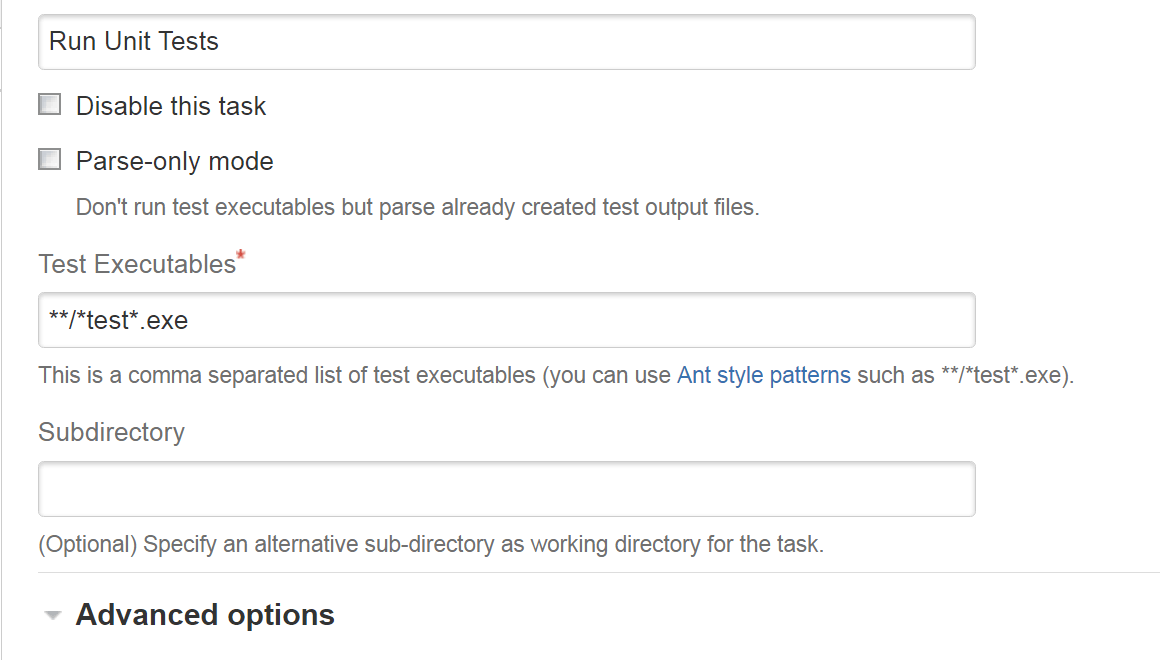 Run Unit Tests
Disable this task
Parse-only mode
Don't run test executables but parse already created test output files.
Test Executables*
**/*test*.exe
This is a comma separated list of test executables (you can use Ant style patterns such as **/*test*.exe).
Subdirectory
(Optional) Specify an alternative sub-directory as working directory for the task.
Advanced options